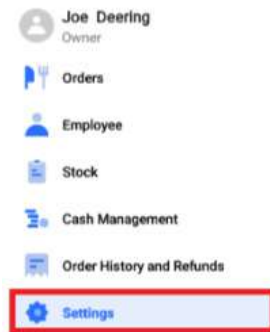 Joe Deering
Owner
Orders
Employee
Stock
Cash Management
Order History and Refunds
Settings